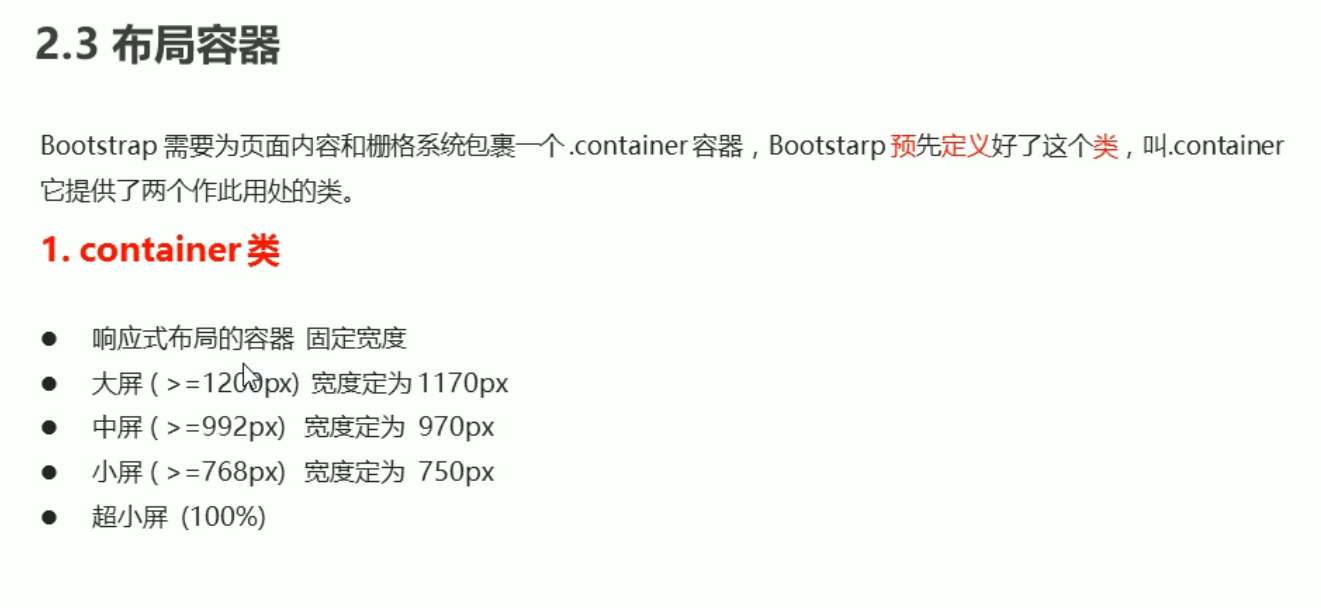 2.3 布局容器
Bootstrap 需要为页面内容和栅格系统包裹一个 .container 容器，Bootstarp 预先定义好了这个类，叫.container
它提供了两个作此用处的类。
1. container 类
● 响应式布局的容器 固定宽度
● 大屏 ( >=1200px) 宽度定为 1170px
● 中屏 ( >=992px) 宽度定为 970px
● 小屏 ( >=768px) 宽度定为 750px
● 超小屏 (100%)